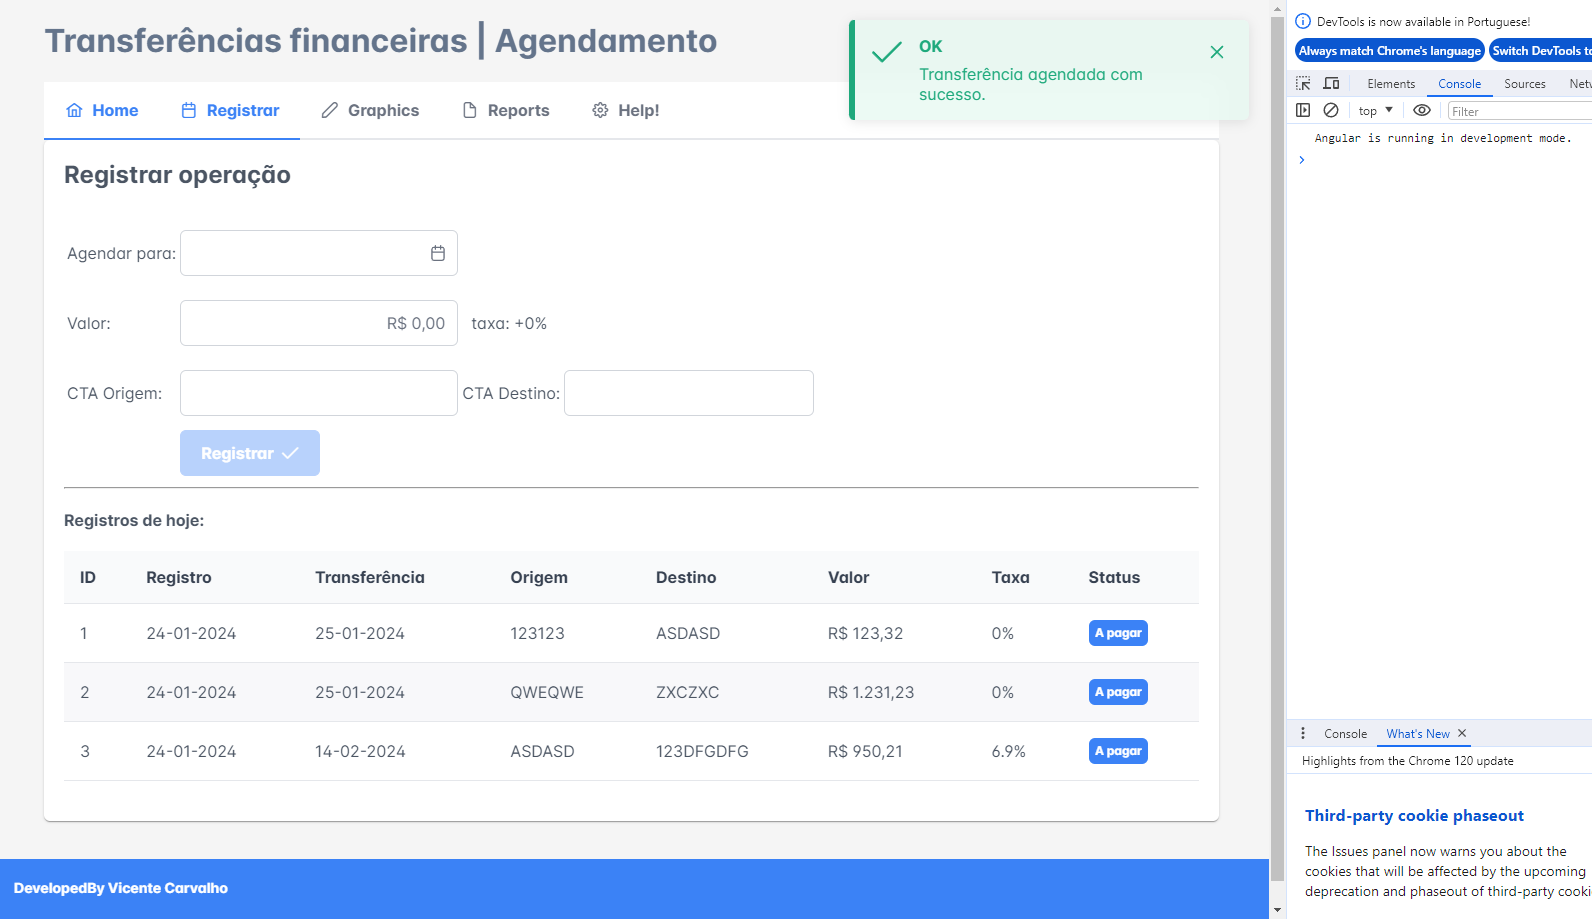 Transferências financeiras | Agendamento
OK
Transferência agendada com
sucesso.
Home Registrar Graphics Reports Help!
Registrar operação
Agendar para:
Valor: R$ 0,00 taxa: +0%
CTA Origem: CTA Destino:
Registrar
Registros de hoje:
ID Registro Transferência Origem Destino Valor Taxa Status
1 24-01-2024 25-01-2024 123123 ASDASD R$ 123,32 0% A pagar
2 24-01-2024 25-01-2024 QWEQWE ZXCZXC R$ 1.231,23 0% A pagar
3 24-01-2024 14-02-2024 ASDASD 123DFGDFG R$ 950,21 6.9% A pagar
DevelopedBy Vicente Carvalho
DevTools is now available in Portuguese!
Always match Chrome's language Switch DevTools to
Elements Console Sources Net
top Filter
Angular is running in development mode.
Console What's New
Highlights from the Chrome 120 update
Third-party cookie phaseout
The Issues panel now warns you about the
cookies that will be affected by the upcoming
deprecation and phaseout of third-party cooki